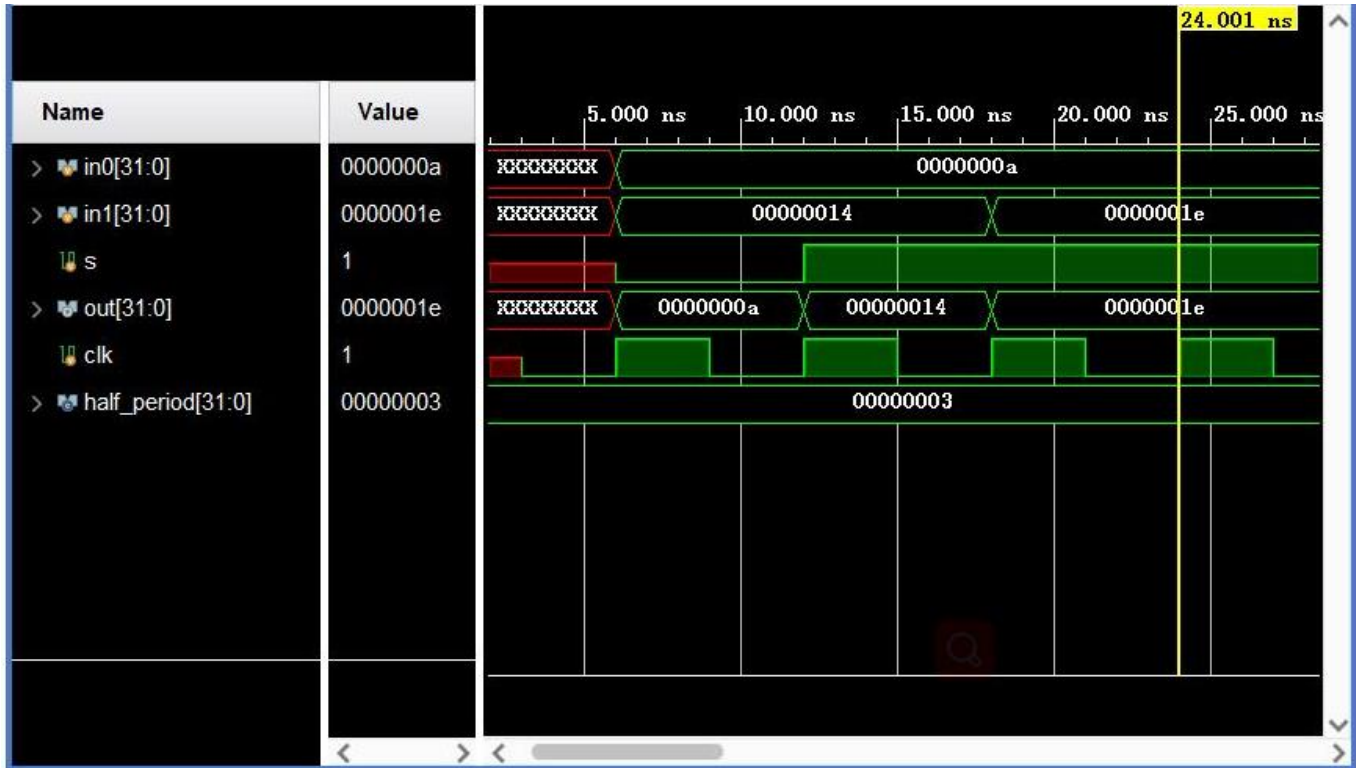 24.001 ns
Name Value
5.000 ns 10.000 ns 15.000 ns 20.000 ns 25.000 ns
in0[31:0] 0000000a XXXXXXXX 0000000a
in1[31:0] 0000001e XXXXXXXX 00000014 0000001e
s 1
out[31:0] 0000001e XXXXXXXX 0000000a 00000014 0000001e
clk 1
half_period[31:0] 00000003 00000003